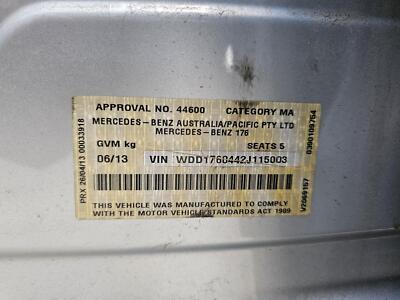 APPROVAL NO. 44600 CATEGORY MA
MERCEDES-BENZ AUSTRALIA/PACIFIC PTY LTD
MERCEDES-BENZ 176
GVM kg SEATS 5
06/13 VIN WDD1760442J115003
THIS VEHICLE WAS MANUFACTURED TO COMPLY
WITH THE MOTOR VEHICLE STANDARDS ACT 1989
PRX 26/04/13 00033918
0390109754
V2069157